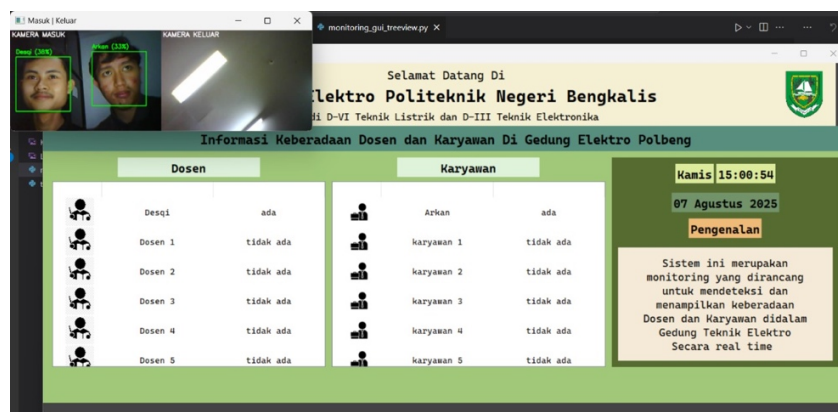 Masuk | Keluar
KAMERA MASUK
KAMERA KELUAR
Desqi (38%)
Arkan (33%)
monitoring_gui_treeview.py
Selamat Datang Di
lektro Politeknik Negeri Bengkalis
di D-VI Teknik Listrik dan D-III Teknik Elektronika
Informasi Keberadaan Dosen dan Karyawan Di Gedung Elektro Polbeng
Dosen
Desqi ada
Dosen 1 tidak ada
Dosen 2 tidak ada
Dosen 3 tidak ada
Dosen 4 tidak ada
Dosen 5 tidak ada
Karyawan
Arkan ada
karyawan 1 tidak ada
karyawan 2 tidak ada
karyawan 3 tidak ada
karyawan 4 tidak ada
karyawan 5 tidak ada
Kamis 15:00:54
07 Agustus 2025
Pengenalan
Sistem ini merupakan
monitoring yang dirancang
untuk mendeteksi dan
menampilkan keberadaan
Dosen dan Karyawan didalam
Gedung Teknik Elektro
Secara real time